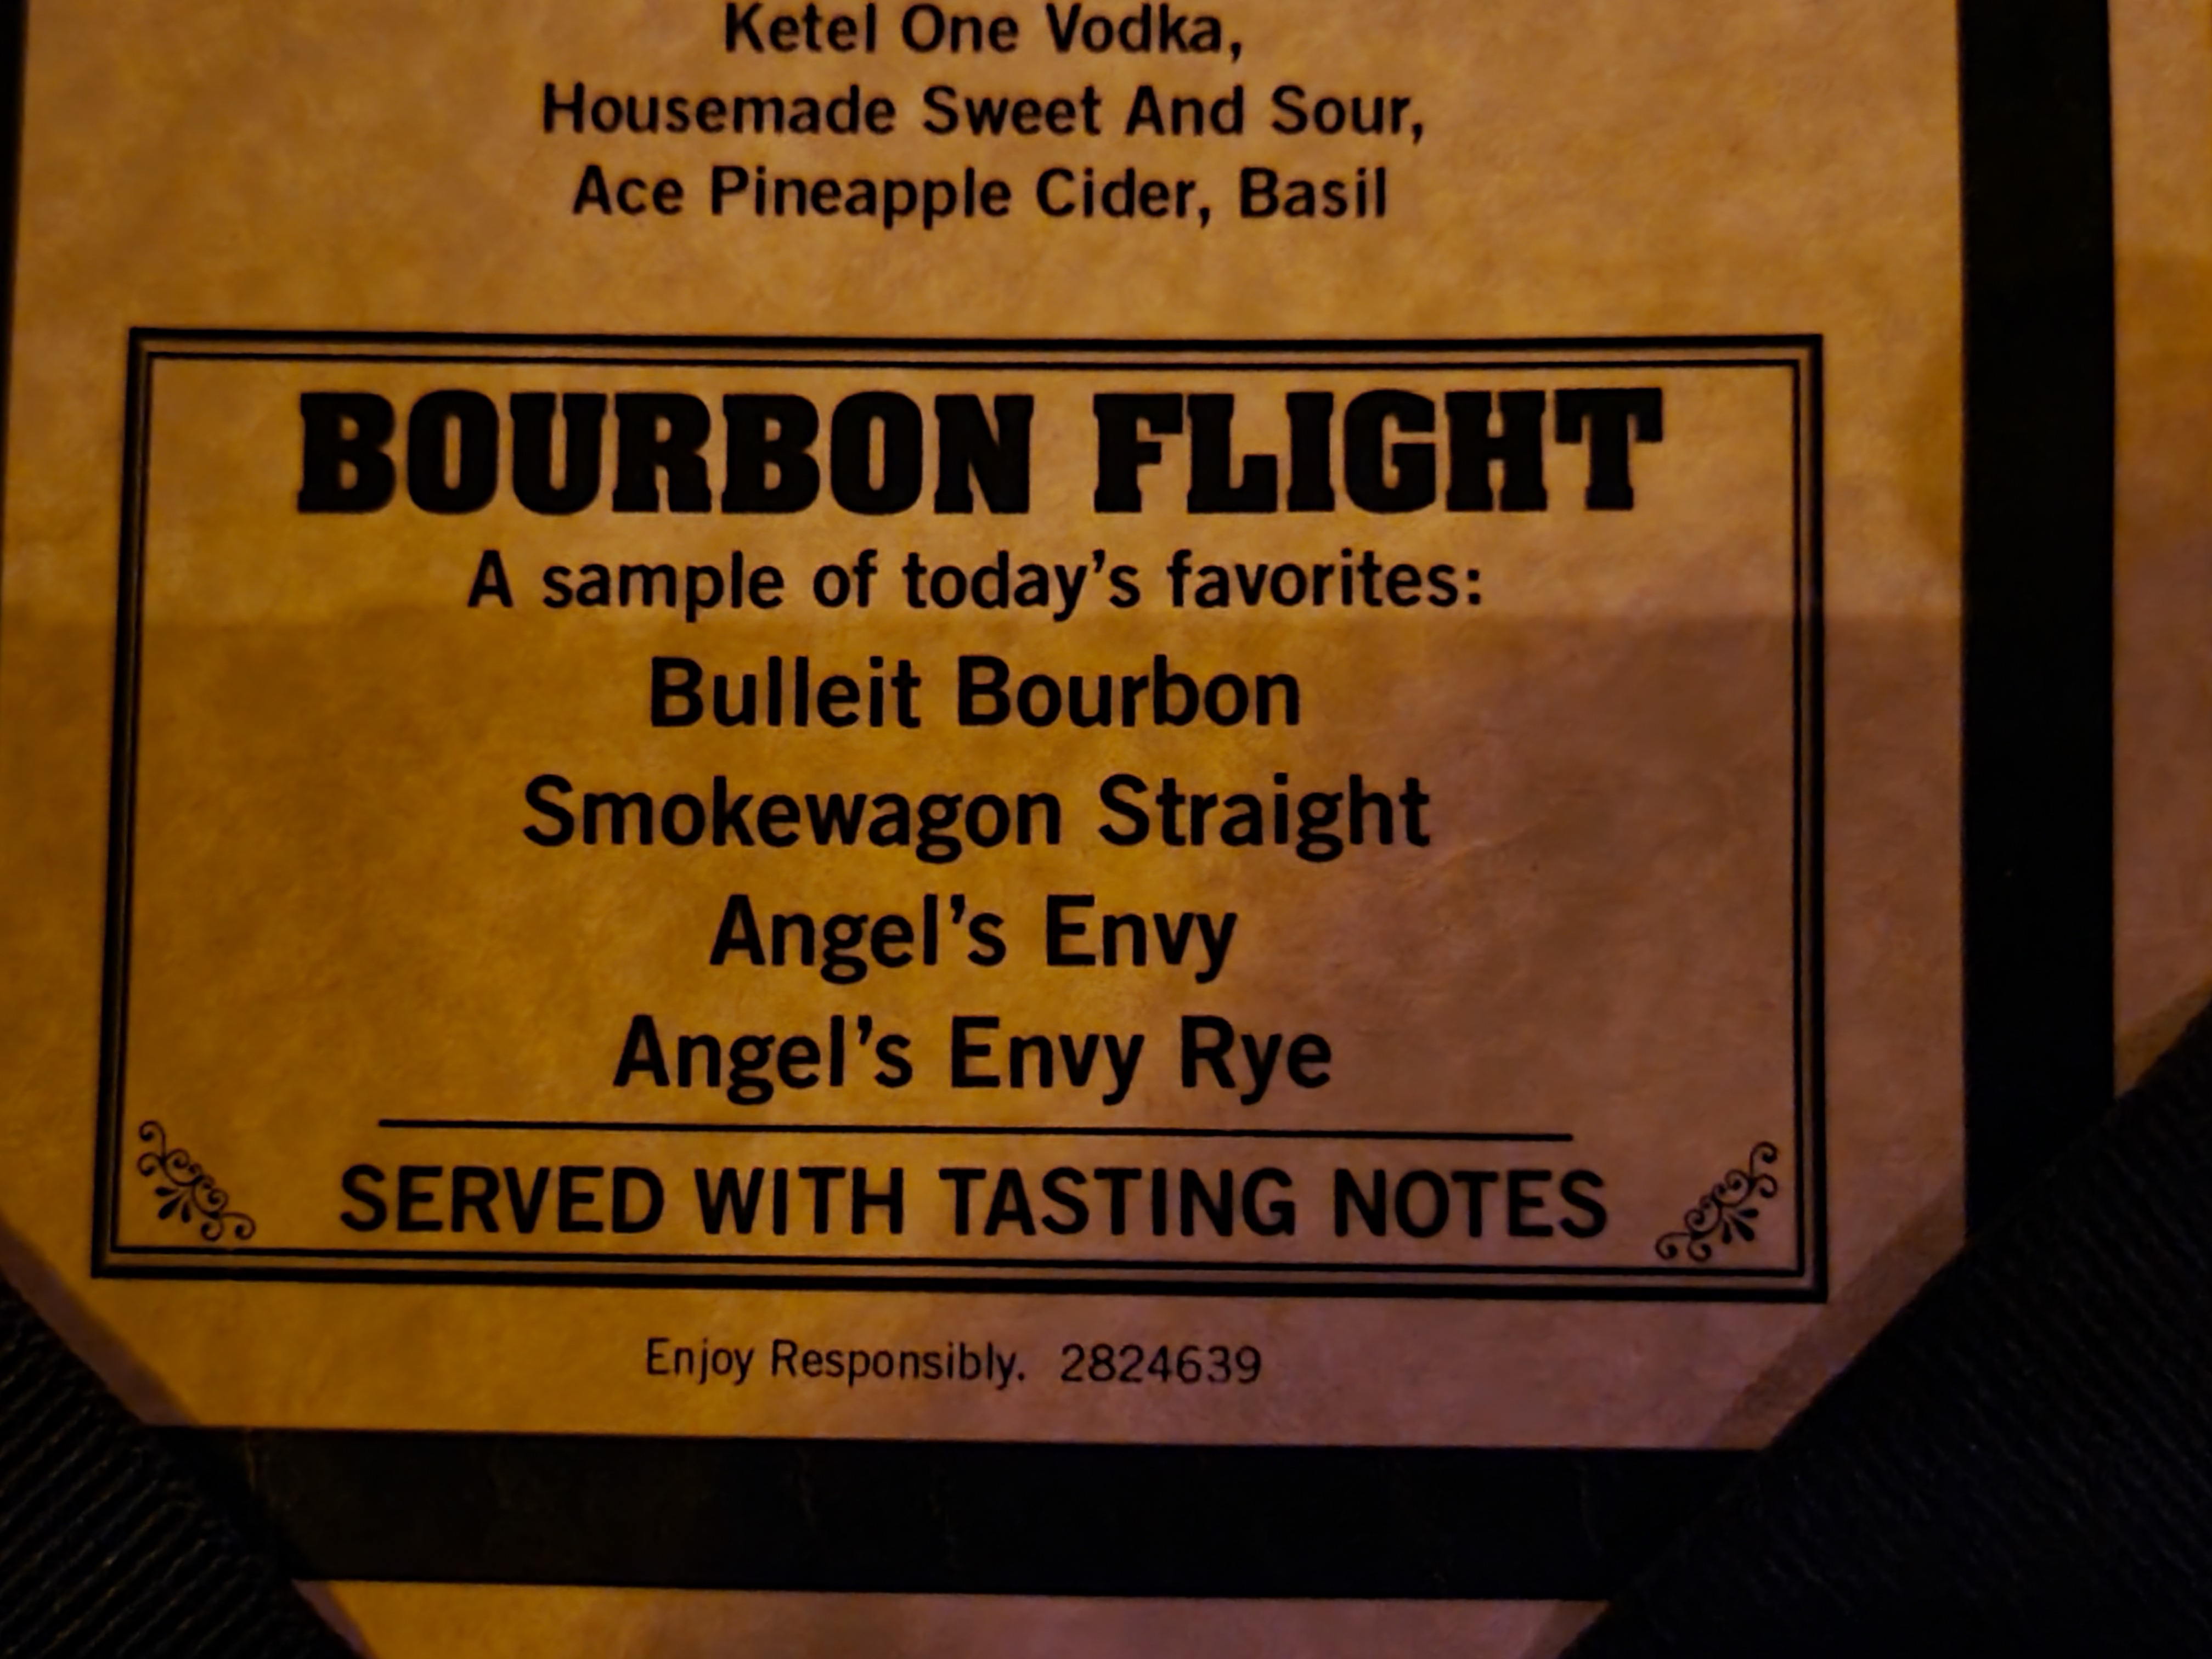 Ketel One Vodka,
Housemade Sweet And Sour,
Ace Pineapple Cider, Basil
BOURBON FLIGHT
A sample of today's favorites:
Bulleit Bourbon
Smokewagon Straight
Angel's Envy
Angel's Envy Rye
SERVED WITH TASTING NOTES
Enjoy Responsibly. 2824639